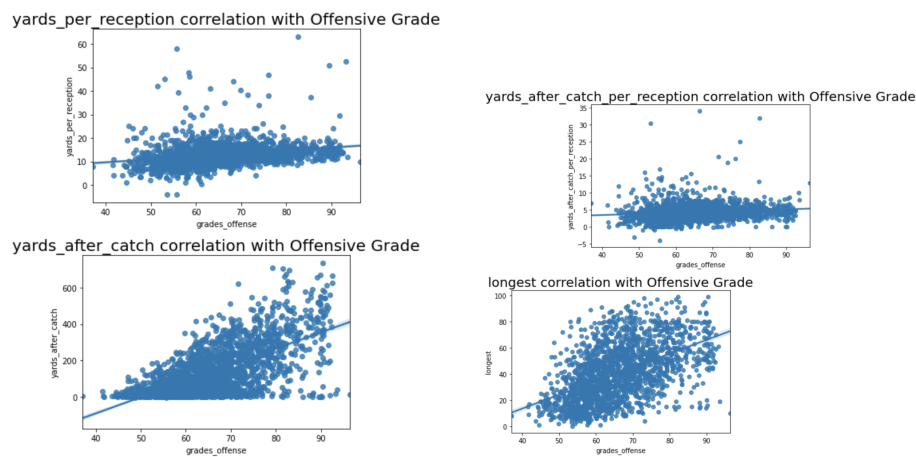 yards_per_reception correlation with Offensive Grade
60
50
40
30
20
10
0
yards_per_reception
40 50 60 70 80 90
grades_offense
yards_after_catch_per_reception correlation with Offensive Grade
35
30
25
20
15
10
5
0
−5
yards_after_catch_per_reception
40 50 60 70 80 90
grades_offense
yards_after_catch correlation with Offensive Grade
600
400
200
0
yards_after_catch
40 50 60 70 80 90
grades_offense
longest correlation with Offensive Grade
100
80
60
40
20
0
longest
40 50 60 70 80 90
grades_offense